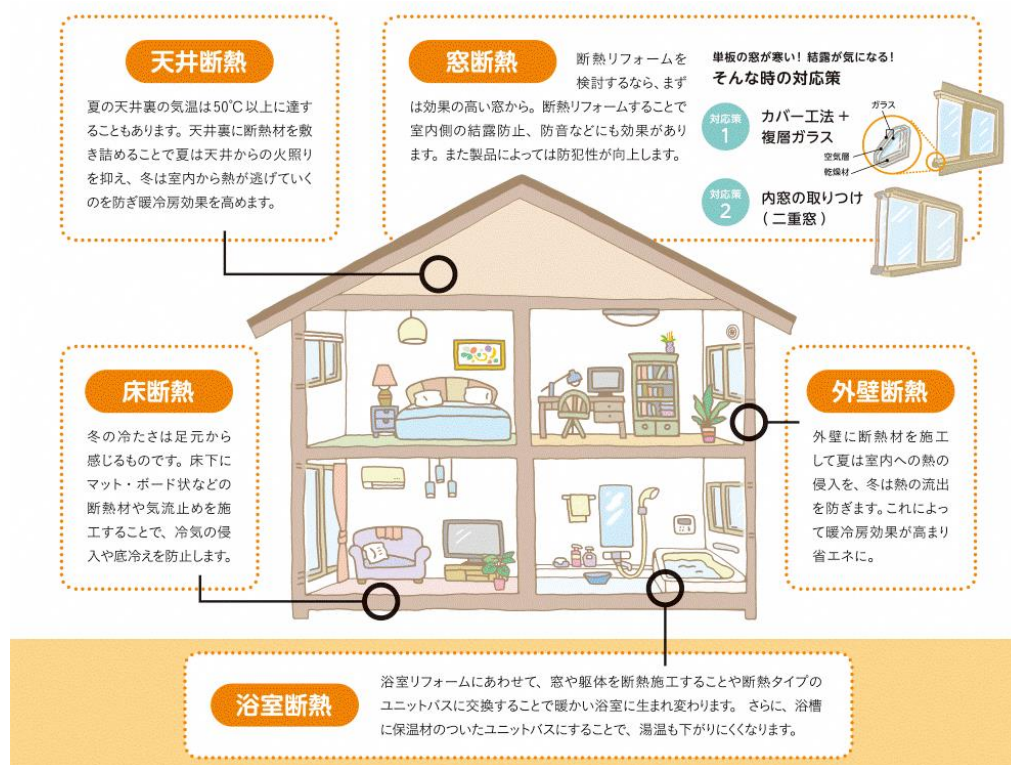 天井断熱
夏の天井裏の気温は50℃以上に達す
ることもあります。天井裏に断熱材を敷
き詰めることで夏は天井からの火照り
を抑え、冬は室内から熱が逃げていく
のを防ぎ暖冷房効果を高めます。
窓断熱
断熱リフォームを
検討するなら、まず
は効果の高い窓から。断熱リフォームすることで
室内側の結露防止、防音などにも効果があり
ます。また製品によっては防犯性が向上します。
単板の窓が寒い! 結露が気になる!
そんな時の対応策
対応策
1
カバー工法+
複層ガラス
ガラス
空気層
乾燥材
対応策
2
内窓の取りつけ
(二重窓)
床断熱
冬の冷たさは足元から
感じるものです。床下に
マット・ボード状などの
断熱材や気流止めを施
工することで、冷気の侵
入や底冷えを防止します。
外壁断熱
外壁に断熱材を施工
して夏は室内への熱の
侵入を、冬は熱の流出
を防ぎます。これによっ
て暖冷房効果が高まり
省エネに。
浴室断熱
浴室リフォームにあわせて、窓や躯体を断熱施工することや断熱タイプの
ユニットバスに交換することで暖かい浴室に生まれ変わります。 さらに、浴槽
に保温材のついたユニットバスにすることで、湯温も下がりにくくなります。